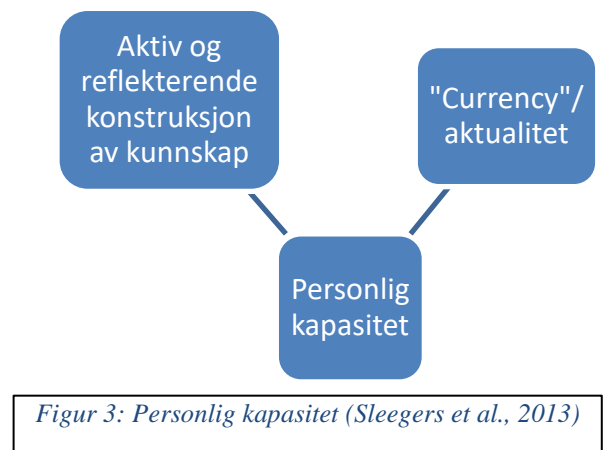 Aktiv og
reflekterende
konstruksjon
av kunnskap
"Currency"/
aktualitet
Personlig
kapasitet
Figur 3: Personlig kapasitet (Sleegers et al., 2013)